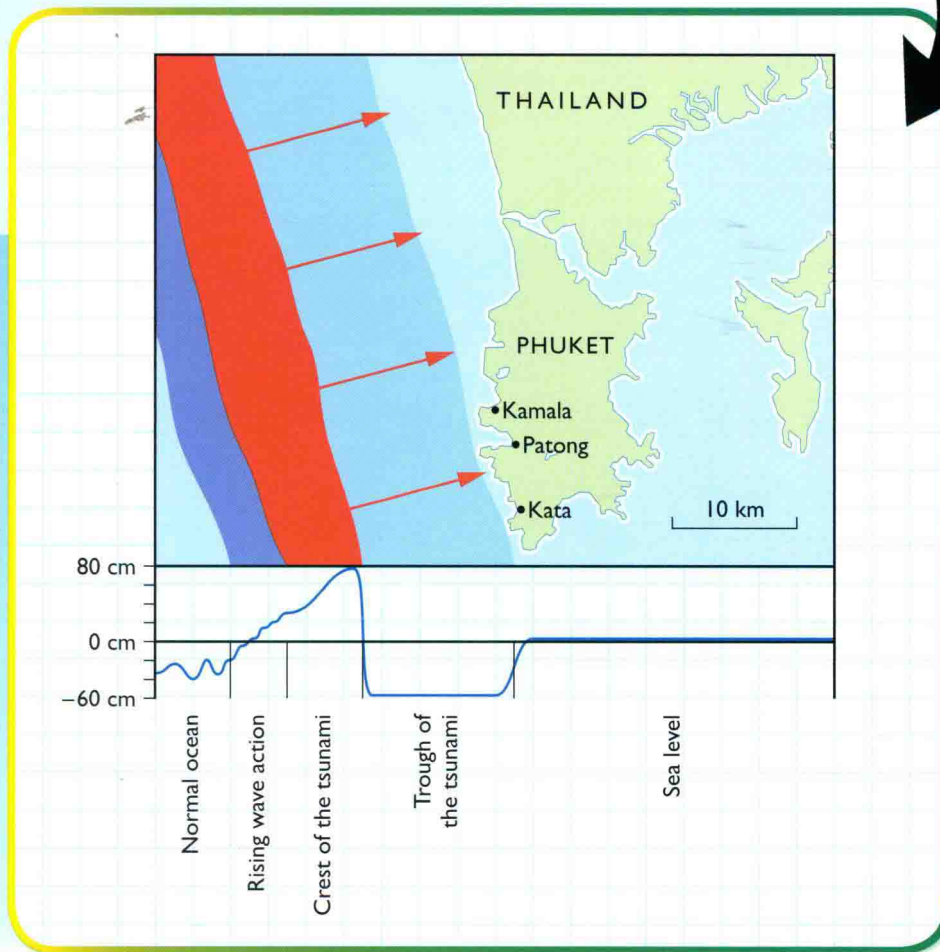 THAILAND
PHUKET
Kamala
Patong
Kata
10 km
80 cm
0 cm
−60 cm
Normal ocean
Rising wave action
Crest of the tsunami
Trough of
the tsunami
Sea level